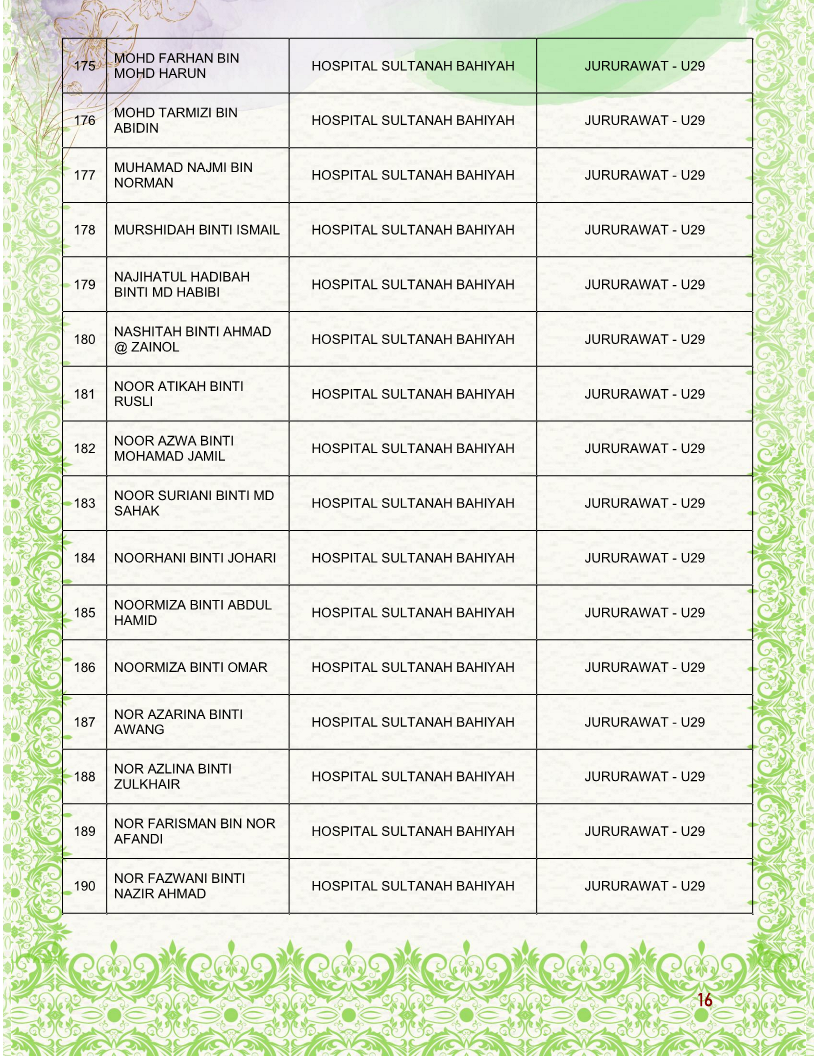 175 MOHD FARHAN BIN
MOHD HARUN HOSPITAL SULTANAH BAHIYAH JURURAWAT - U29
176 MOHD TARMIZI BIN
ABIDIN HOSPITAL SULTANAH BAHIYAH JURURAWAT - U29
177 MUHAMAD NAJMI BIN
NORMAN HOSPITAL SULTANAH BAHIYAH JURURAWAT - U29
178 MURSHIDAH BINTI ISMAIL HOSPITAL SULTANAH BAHIYAH JURURAWAT - U29
179 NAJIHATUL HADIBAH
BINTI MD HABIBI HOSPITAL SULTANAH BAHIYAH JURURAWAT - U29
180 NASHITAH BINTI AHMAD
@ ZAINOL HOSPITAL SULTANAH BAHIYAH JURURAWAT - U29
181 NOOR ATIKAH BINTI
RUSLI HOSPITAL SULTANAH BAHIYAH JURURAWAT - U29
182 NOOR AZWA BINTI
MOHAMAD JAMIL HOSPITAL SULTANAH BAHIYAH JURURAWAT - U29
183 NOOR SURIANI BINTI MD
SAHAK HOSPITAL SULTANAH BAHIYAH JURURAWAT - U29
184 NOORHANI BINTI JOHARI HOSPITAL SULTANAH BAHIYAH JURURAWAT - U29
185 NOORMIZA BINTI ABDUL
HAMID HOSPITAL SULTANAH BAHIYAH JURURAWAT - U29
186 NOORMIZA BINTI OMAR HOSPITAL SULTANAH BAHIYAH JURURAWAT - U29
187 NOR AZARINA BINTI
AWANG HOSPITAL SULTANAH BAHIYAH JURURAWAT - U29
188 NOR AZLINA BINTI
ZULKHAIR HOSPITAL SULTANAH BAHIYAH JURURAWAT - U29
189 NOR FARISMAN BIN NOR
AFANDI HOSPITAL SULTANAH BAHIYAH JURURAWAT - U29
190 NOR FAZWANI BINTI
NAZIR AHMAD HOSPITAL SULTANAH BAHIYAH JURURAWAT - U29
16